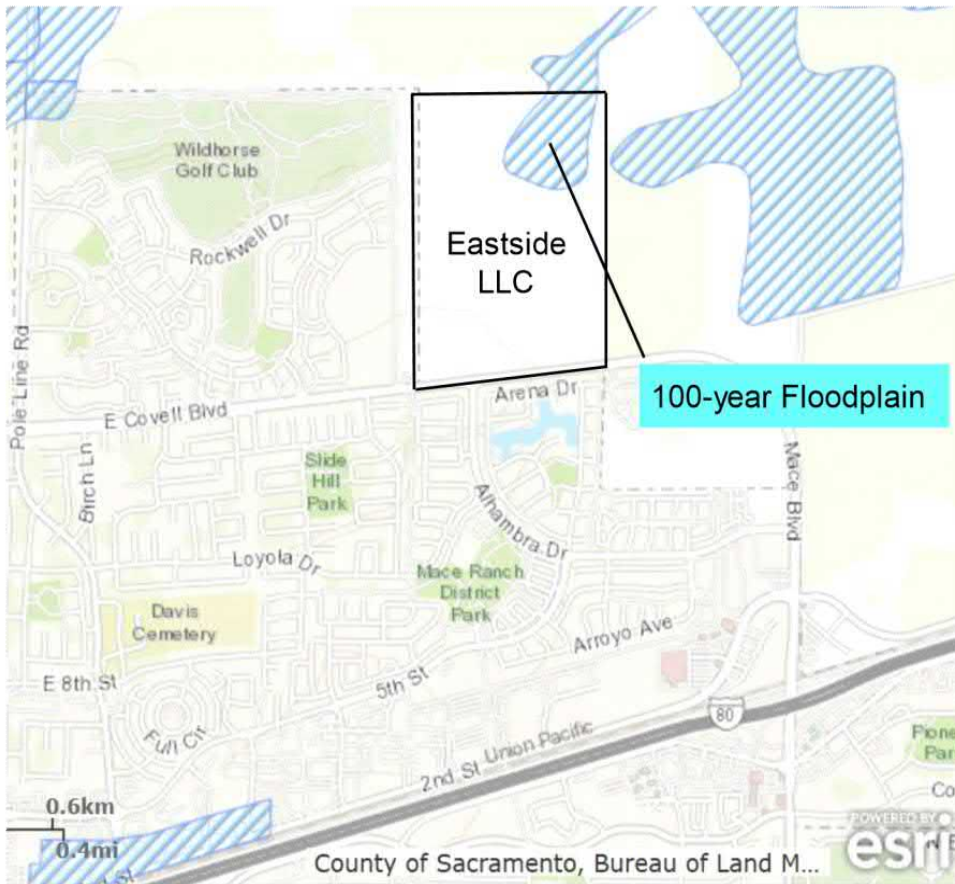 Wildhorse
Golf Club
Rockwell Dr
Eastside
LLC
Pole Line Rd
100-year Floodplain
Arena Dr
E Covell Blvd
Birch Ln
Slide
Hill
Park
Mace Blvd
Alhambra Dr
Loyola Dr
Mace Ranch
District
Park
Davis
Cemetery
Arroyo Ave
E 8th St
5th St
80
Full Cir
Union Pacific
2nd St
Pione
Par
Co
0.6km
0.4mi
d St
POWERED BY
esri
County of Sacramento, Bureau of Land M...